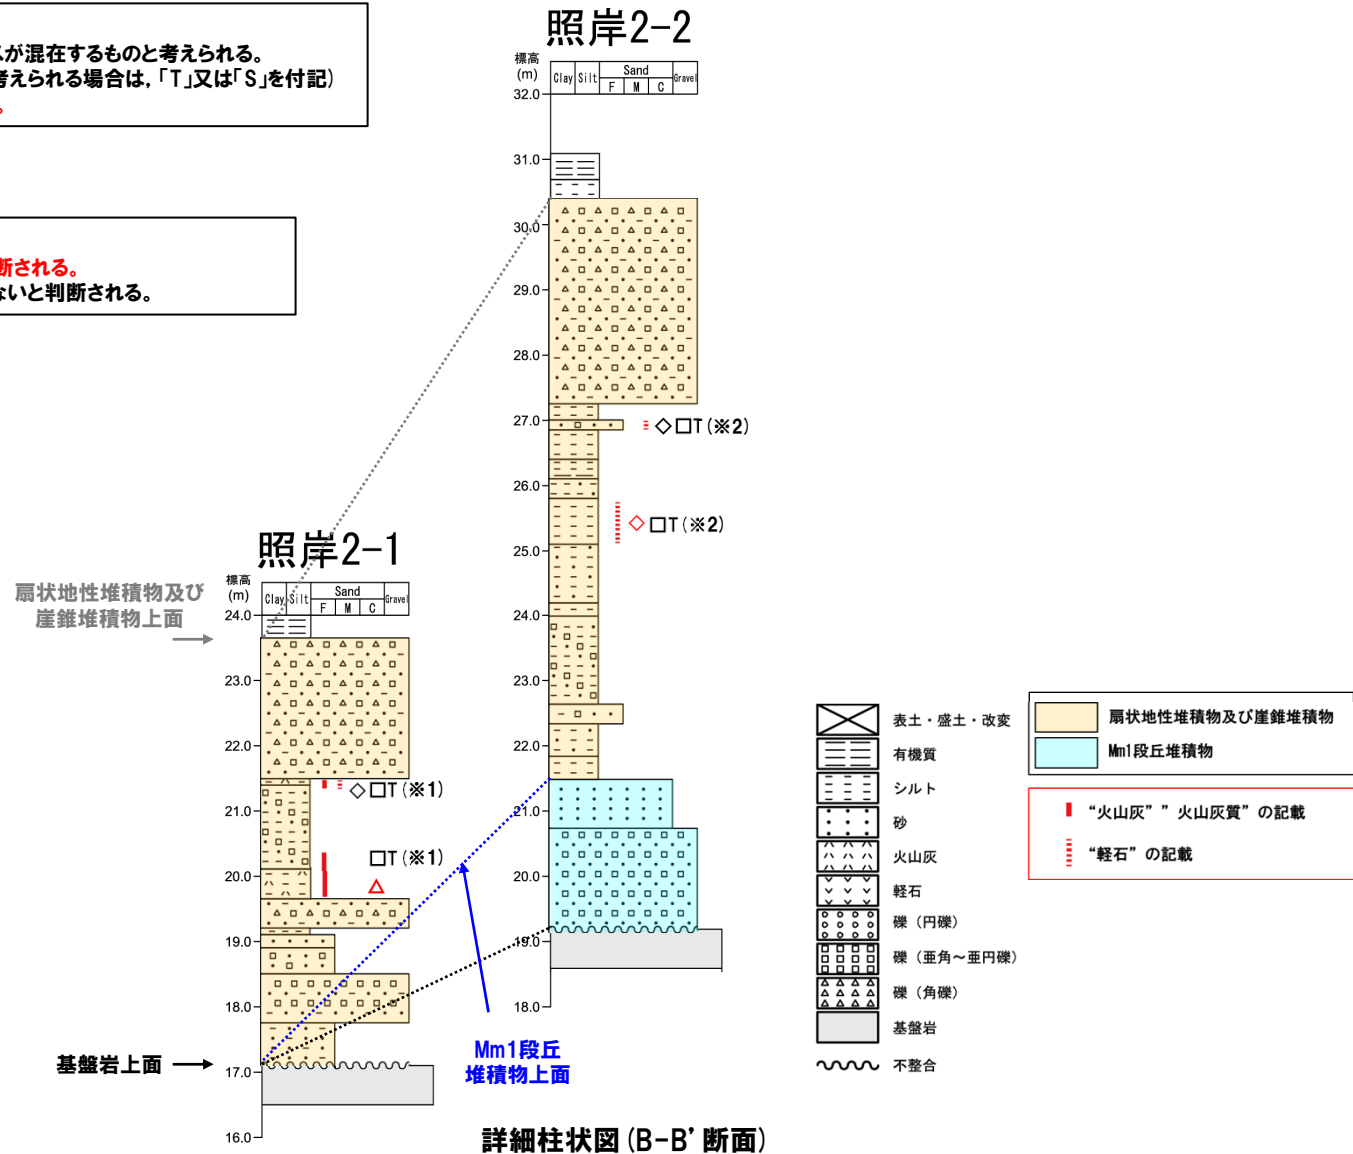 スが混在するものと考えられる。
考えられる場合は，「T」又は「S」を付記）
。
断される。
ないと判断される。
照岸2-2
標高
(m)
Clay Silt Sand Gravel
F M C
32.0
31.0
30.0
29.0
28.0
27.0
26.0
25.0
24.0
23.0
22.0
21.0
20.0
19.0
18.0
◇□T(※2)
◇□T(※2)
照岸2-1
標高
(m)
Clay Silt Sand Gravel
F M C
24.0
23.0
22.0
21.0
20.0
19.0
18.0
17.0
16.0
◇□T(※1)
□T(※1)
△
扇状地性堆積物及び
崖錐堆積物上面
基盤岩上面
Mm1段丘
堆積物上面
詳細柱状図(B-B’断面)
表土・盛土・改変
有機質
シルト
砂
火山灰
軽石
礫（円礫）
礫（亜角～亜円礫）
礫（角礫）
基盤岩
不整合
扇状地性堆積物及び崖錐堆積物
Mm1段丘堆積物
“火山灰””火山灰質”の記載
“軽石”の記載